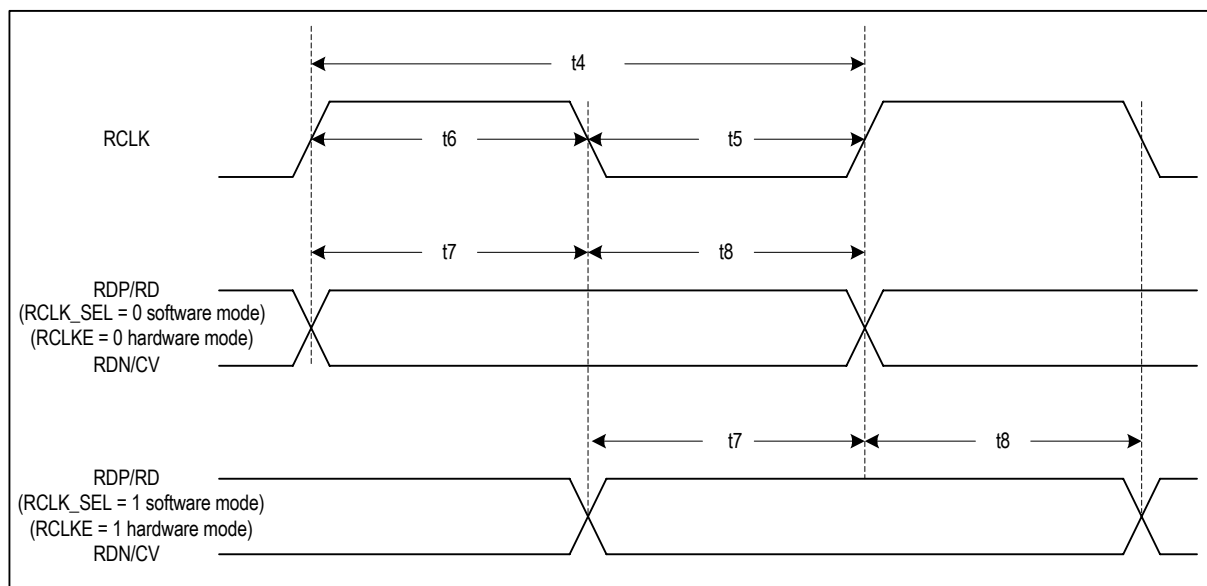 t4
RCLK
t6
t5
t7
t8
RDP/RD
(RCLK_SEL = 0 software mode)
(RCLKE = 0 hardware mode)
RDN/CV
t7
t8
RDP/RD
(RCLK_SEL = 1 software mode)
(RCLKE = 1 hardware mode)
RDN/CV